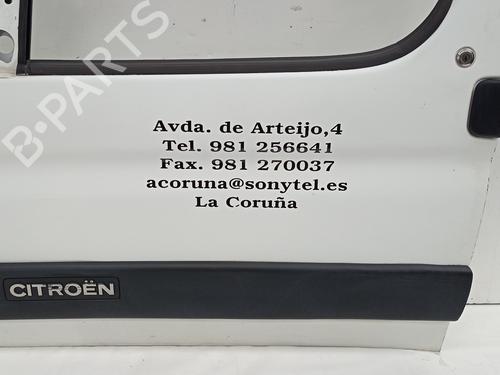 B-PARTS
Avda. de Arteijo,4
Tel. 981 256641
Fax. 981 270037
acoruna@sonytel.es
La Coruña
CITROËN